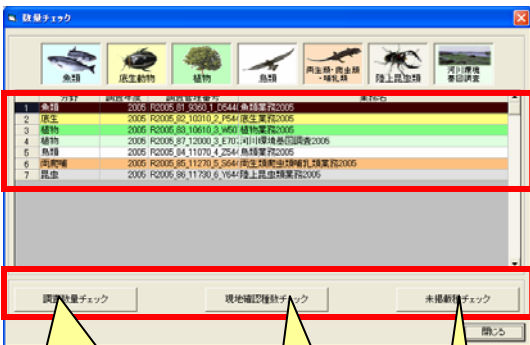 数量チェック
魚類
底生動物
植物
鳥類
両生類・爬虫類
・哺乳類
陸上昆虫類
河川環境
基図調査
分野 調査年度 調査管理番号 業務名
1 魚類 2005 R2005_81_9360_1_D544( 魚類業務2005
2 底生 2005 R2005_82_10310_2_P54( 底生業務2005
3 植物 2005 R2005_83_10610_3_W50 植物業務2005
4 植物 2005 R2005_87_12000_3_E70 河川環境基図調査2005
5 鳥類 2005 R2005_84_11070_4_Z54( 鳥類業務2005
6 両爬哺 2005 R2005_85_11270_5_S64( 両生類爬虫類哺乳類業務2005
7 昆虫 2005 R2005_86_11730_6_Y64( 陸上昆虫類業務2005
調査数量チェック
現地確認種数チェック
未掲載種チェック
閉じる